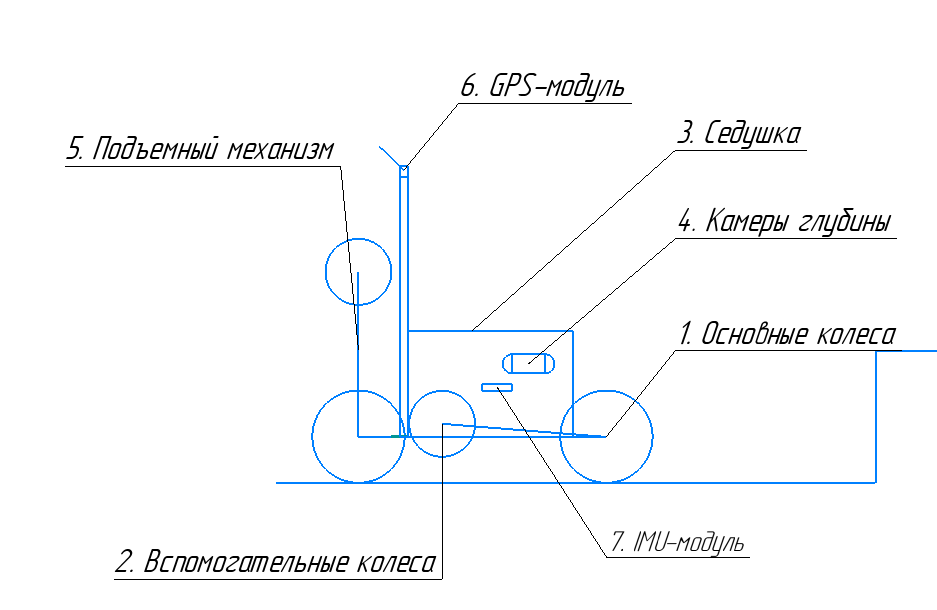 6. GPS-модуль
3. Седушка
5. Подъемный механизм
4. Камеры глубины
1. Основные колеса
7. IMU-модуль
2. Вспомогательные колеса